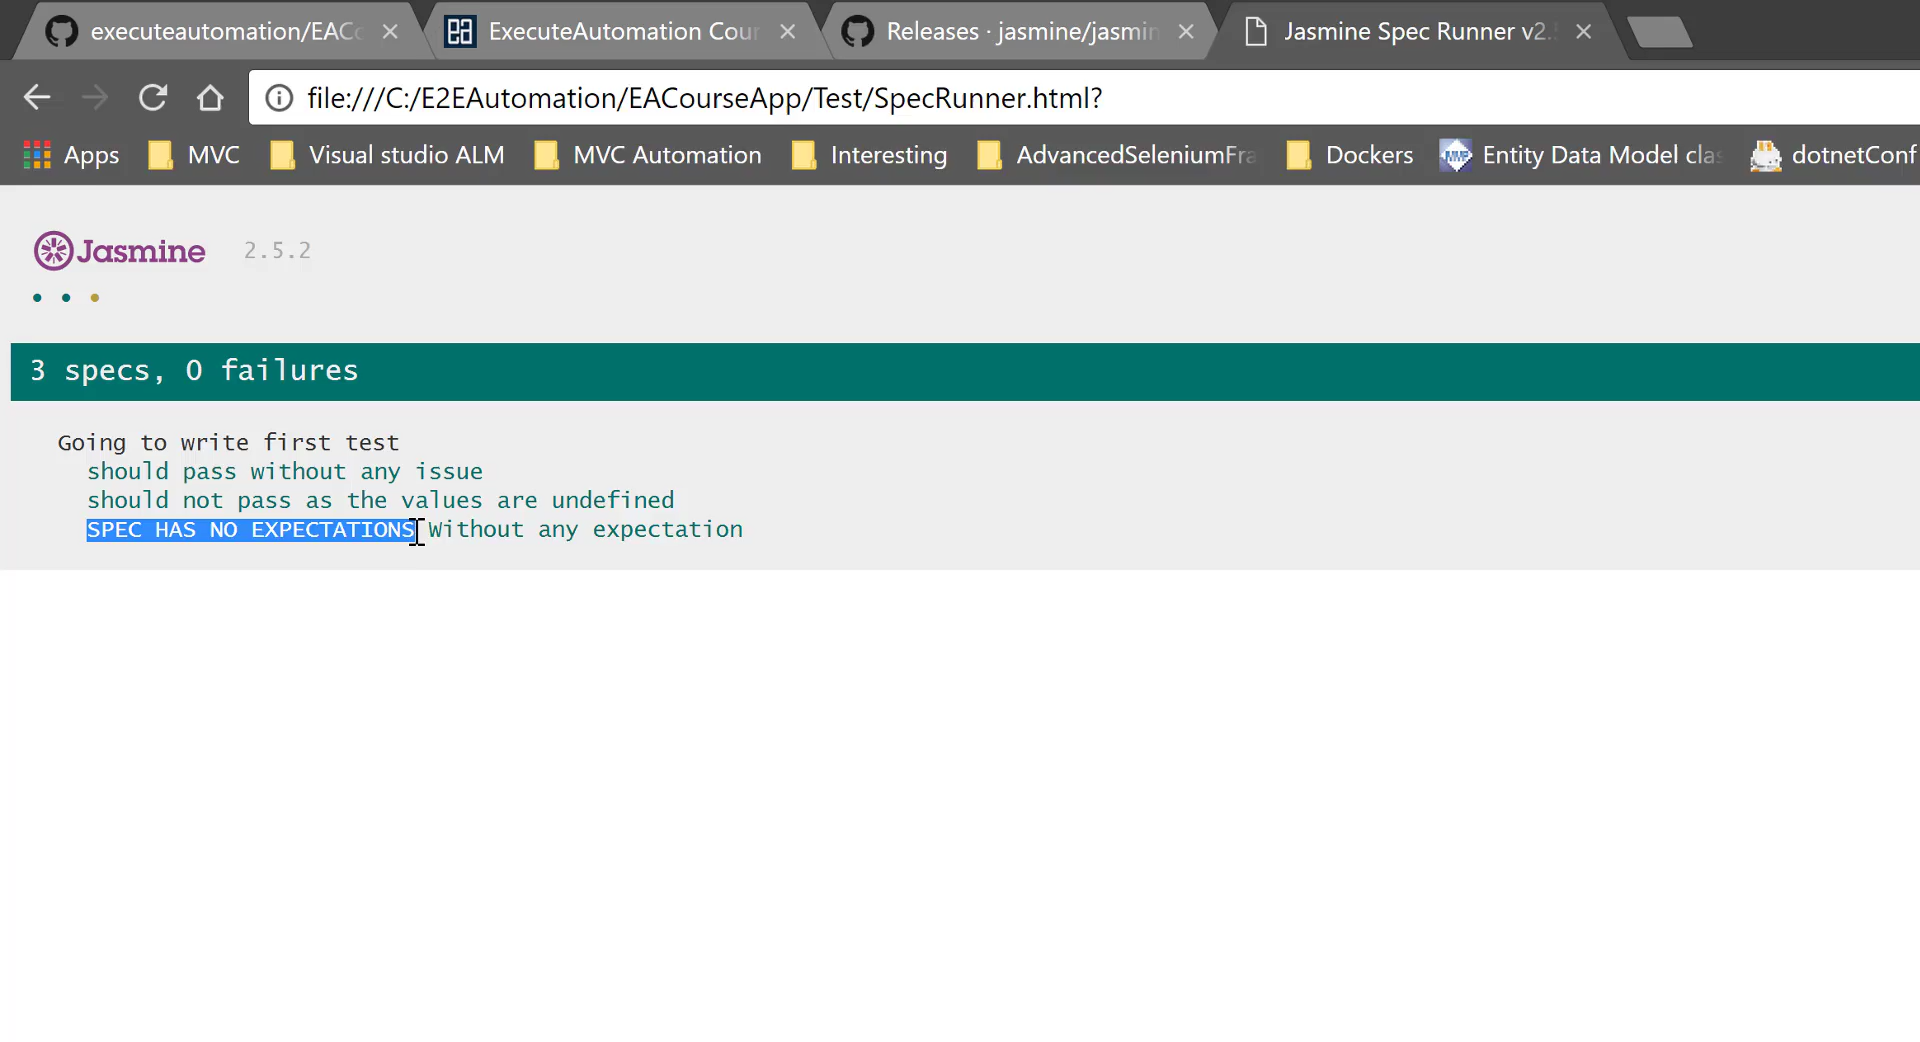 executeautomation/EAC
ExecuteAutomation Cour
Releases · jasmine/jasmin
Jasmine Spec Runner v2.
file:///C:/E2EAutomation/EACourseApp/Test/SpecRunner.html?
Apps
MVC
Visual studio ALM
MVC Automation
Interesting
AdvancedSeleniumFra
Dockers
Entity Data Model clas
dotnetConf
Jasmine 2.5.2
3 specs, 0 failures
Going to write first test
should pass without any issue
should not pass as the values are undefined
SPEC HAS NO EXPECTATIONS Without any expectation